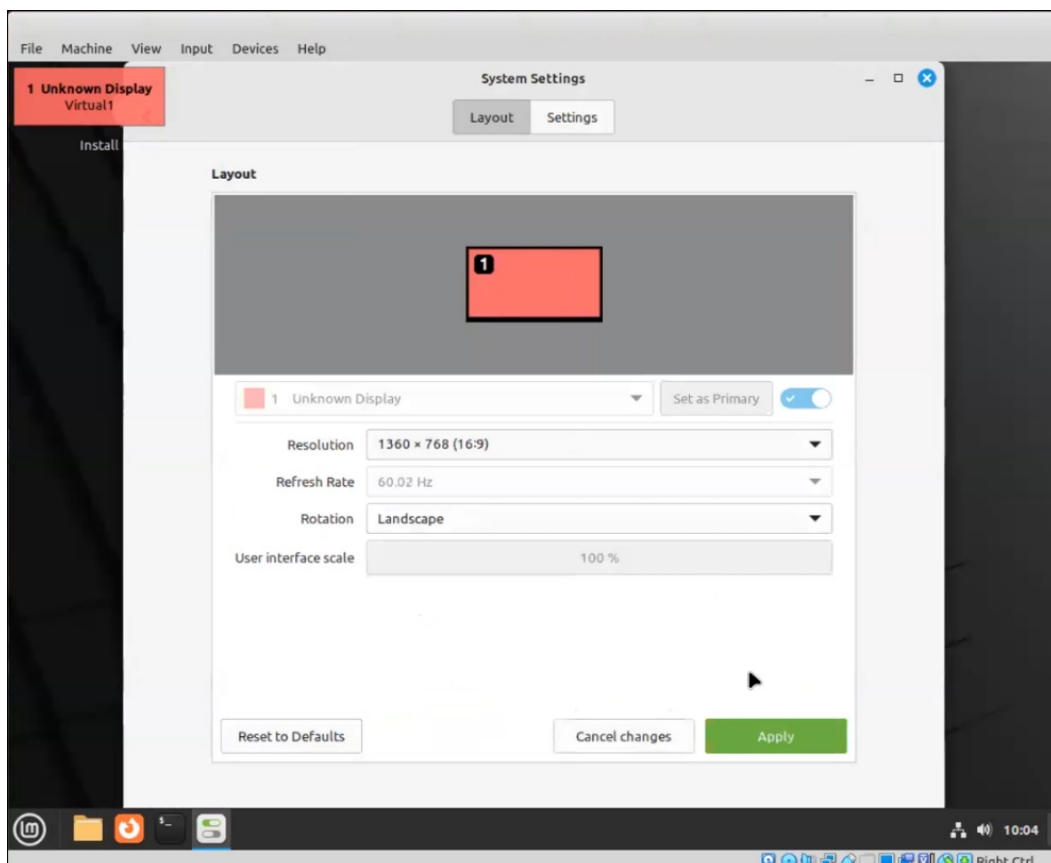 File Machine View Input Devices Help
1 Unknown Display
Virtual1
System Settings
Layout Settings
Install
Layout
1
1 Unknown Display Set as Primary
Resolution 1360 × 768 (16:9)
Refresh Rate 60.02 Hz
Rotation Landscape
User interface scale 100 %
Reset to Defaults Cancel changes Apply
10:04
Right Ctrl